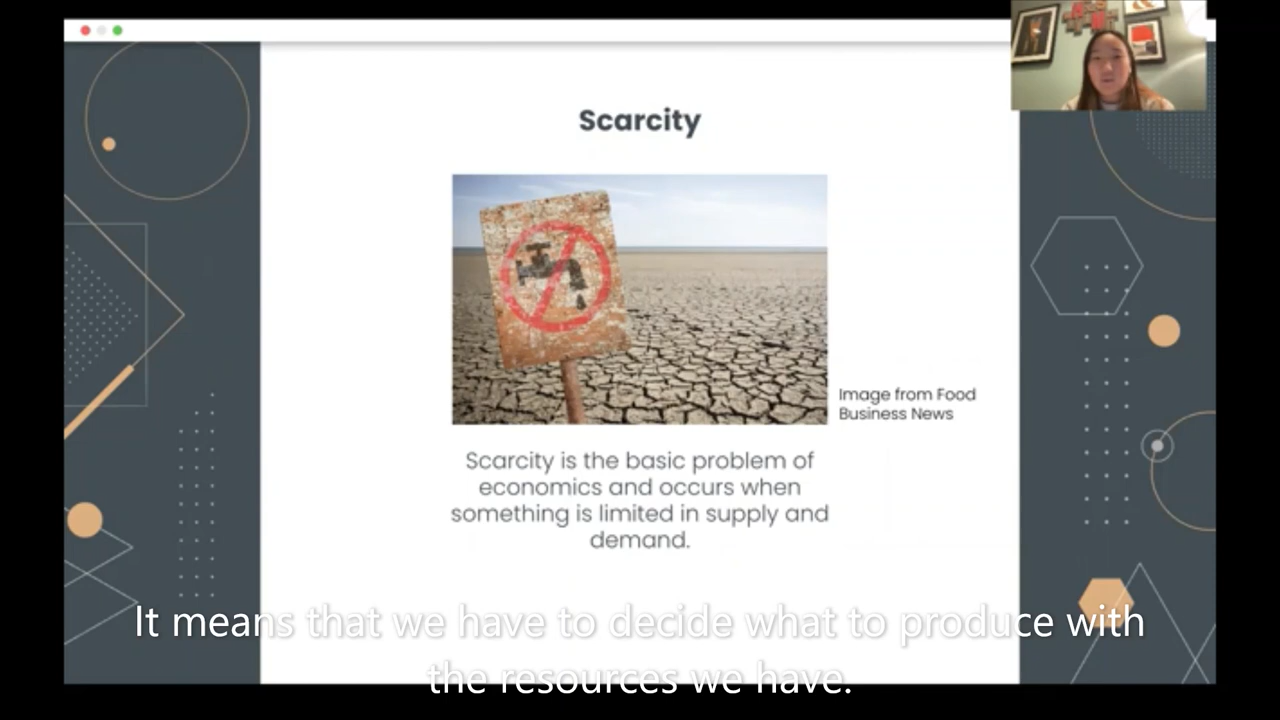 Scarcity
Image from Food
Business News
Scarcity is the basic problem of
economics and occurs when
something is limited in supply and
demand.
It means that we have to decide what to produce with
the resources we have.